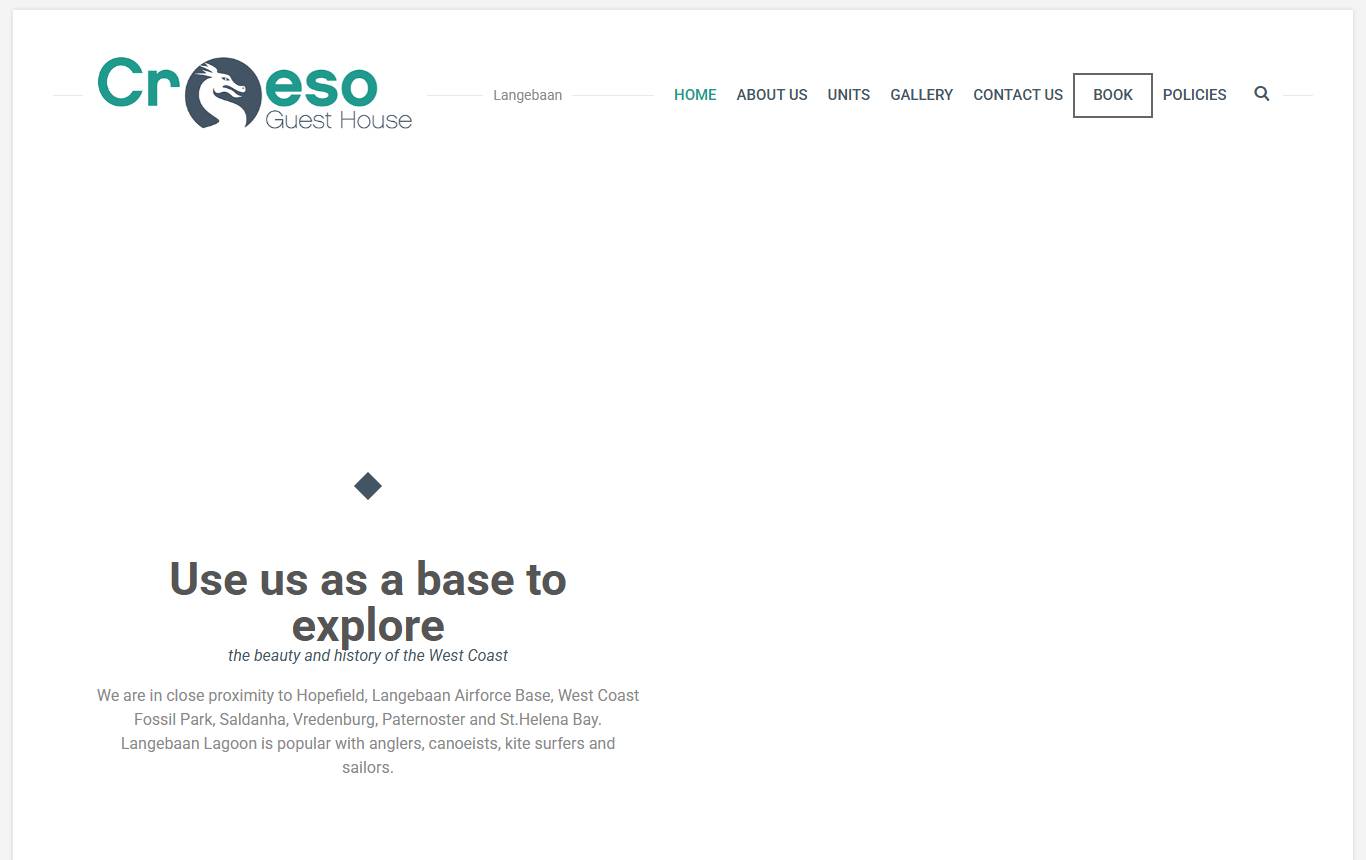 Croeso
Guest House
Langebaan
HOME ABOUT US UNITS GALLERY CONTACT US BOOK POLICIES
Use us as a base to
explore
the beauty and history of the West Coast
We are in close proximity to Hopefield, Langebaan Airforce Base, West Coast
Fossil Park, Saldanha, Vredenburg, Paternoster and St.Helena Bay.
Langebaan Lagoon is popular with anglers, canoeists, kite surfers and
sailors.